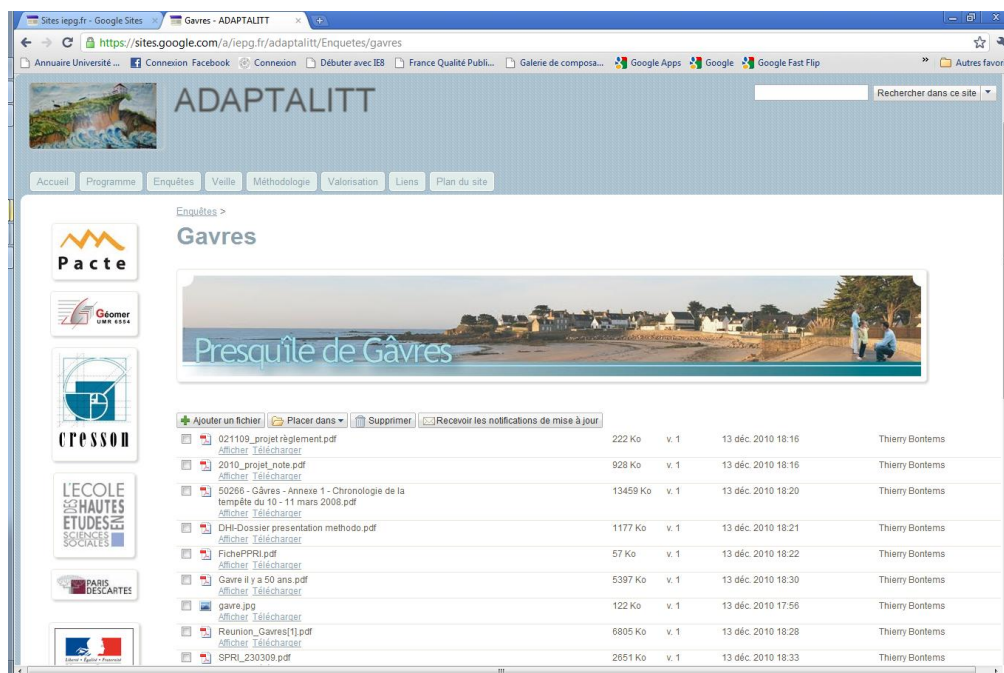 Sites iepg.fr - Google Sites
Gavres - ADAPTALITT
https://sites.google.com/a/iepg.fr/adaptalitt/Enquetes/gavres
Annuaire Université ... Connexion Facebook Connexion Débuter avec IE8 France Qualité Publi... Galerie de composa... Google Apps Google Google Fast Flip » Autres favor
ADAPTALITT
Rechercher dans ce site
Accueil Programme Enquêtes Veille Méthodologie Valorisation Liens Plan du site
Enquêtes >
Gavres
Pacte
Géomer
UMR 6554
Presqu'île de Gâvres
cresson
Ajouter un fichier Placer dans Supprimer Recevoir les notifications de mise à jour
021109_projet règlement.pdf 222 Ko v. 1 13 déc. 2010 18:16 Thierry Bontems
Afficher Télécharger
2010_projet_note.pdf 928 Ko v. 1 13 déc. 2010 18:16 Thierry Bontems
Afficher Télécharger
50266 - Gâvres - Annexe 1 - Chronologie de la 13459 Ko v. 1 13 déc. 2010 18:20 Thierry Bontems
tempête du 10 - 11 mars 2008.pdf
Afficher Télécharger
L'ECOLE
DES HAUTES
ETUDES EN
SCIENCES
SOCIALES
DHI-Dossier presentation methodo.pdf 1177 Ko v. 1 13 déc. 2010 18:21 Thierry Bontems
Afficher Télécharger
FichePPRI.pdf 57 Ko v. 1 13 déc. 2010 18:22 Thierry Bontems
Afficher Télécharger
Gavre il y a 50 ans.pdf 5397 Ko v. 1 13 déc. 2010 18:30 Thierry Bontems
Afficher Télécharger
PARIS
DESCARTES
gavre.jpg 122 Ko v. 1 13 déc. 2010 17:56 Thierry Bontems
Afficher Télécharger
Reunion_Gavres[1].pdf 6805 Ko v. 1 13 déc. 2010 18:28 Thierry Bontems
Afficher Télécharger
SPRI_230309.pdf 2651 Ko v. 1 13 déc. 2010 18:33 Thierry Bontems
Liberté • Égalité • Fraternité